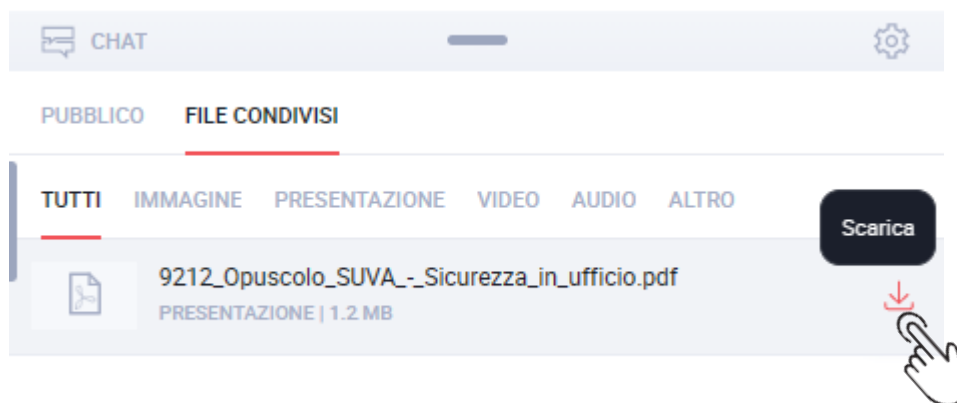 CHAT
PUBBLICO FILE CONDIVISI
TUTTI IMMAGINE PRESENTAZIONE VIDEO AUDIO ALTRO
Scarica
9212_Opuscolo_SUVA_-_Sicurezza_in_ufficio.pdf
PRESENTAZIONE | 1.2 MB